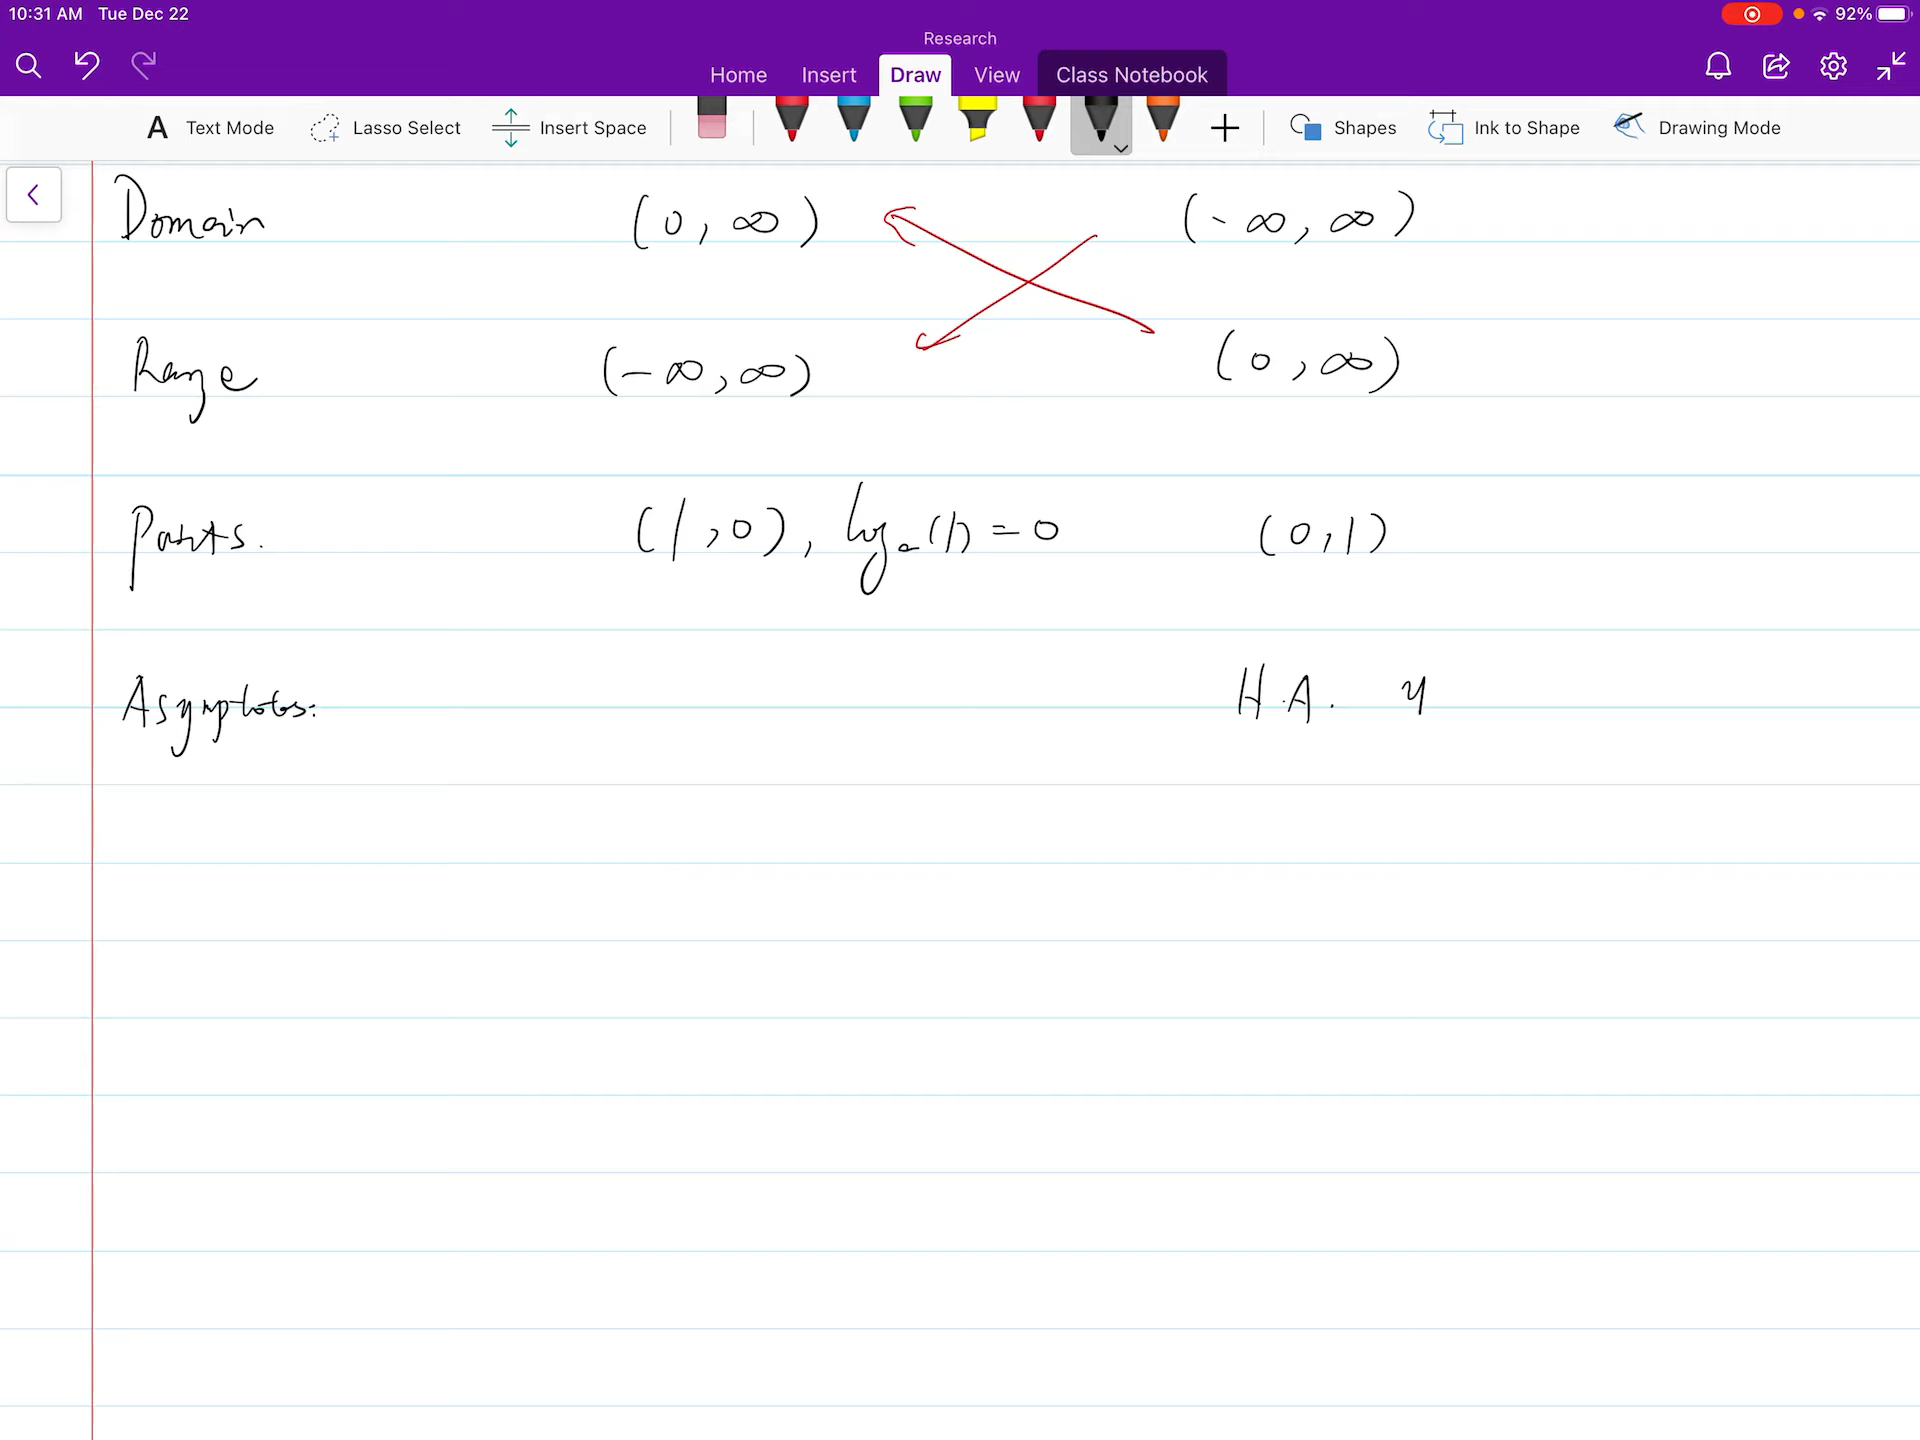 10:31 AM Tue Dec 22 92%
Research
Home Insert Draw View Class Notebook
A Text Mode Lasso Select Insert Space Shapes Ink to Shape Drawing Mode
Domain (0, ∞) (-∞, ∞)
Range (-∞, ∞) (0, ∞)
Points. (1, 0), logₐ(1) = 0 (0, 1)
Asymptotes: H.A. y